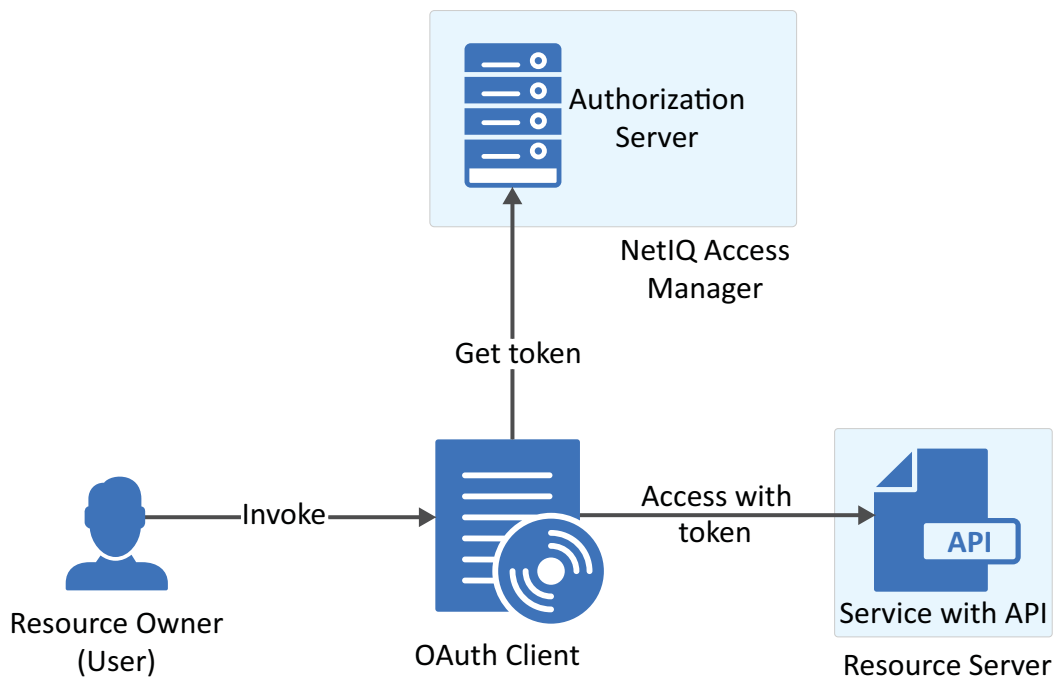 Authorization
Server
NetIQ Access
Manager
Get token
Invoke
Access with
token
API
Service with API
Resource Owner
(User)
OAuth Client
Resource Server